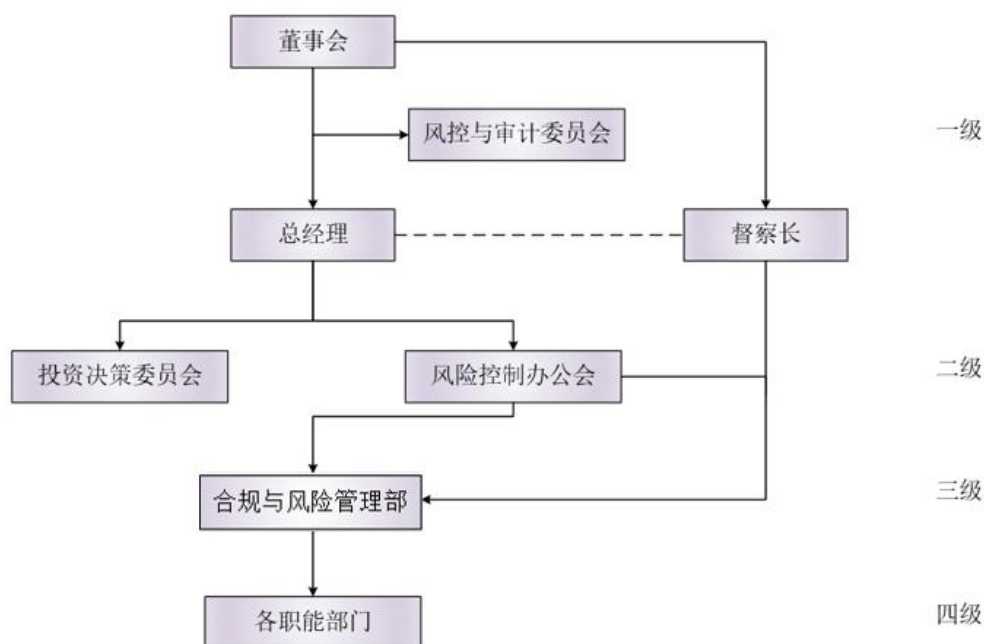 董事会
风控与审计委员会
一级
总经理
督察长
投资决策委员会
风险控制办公会
二级
合规与风险管理部
三级
各职能部门
四级